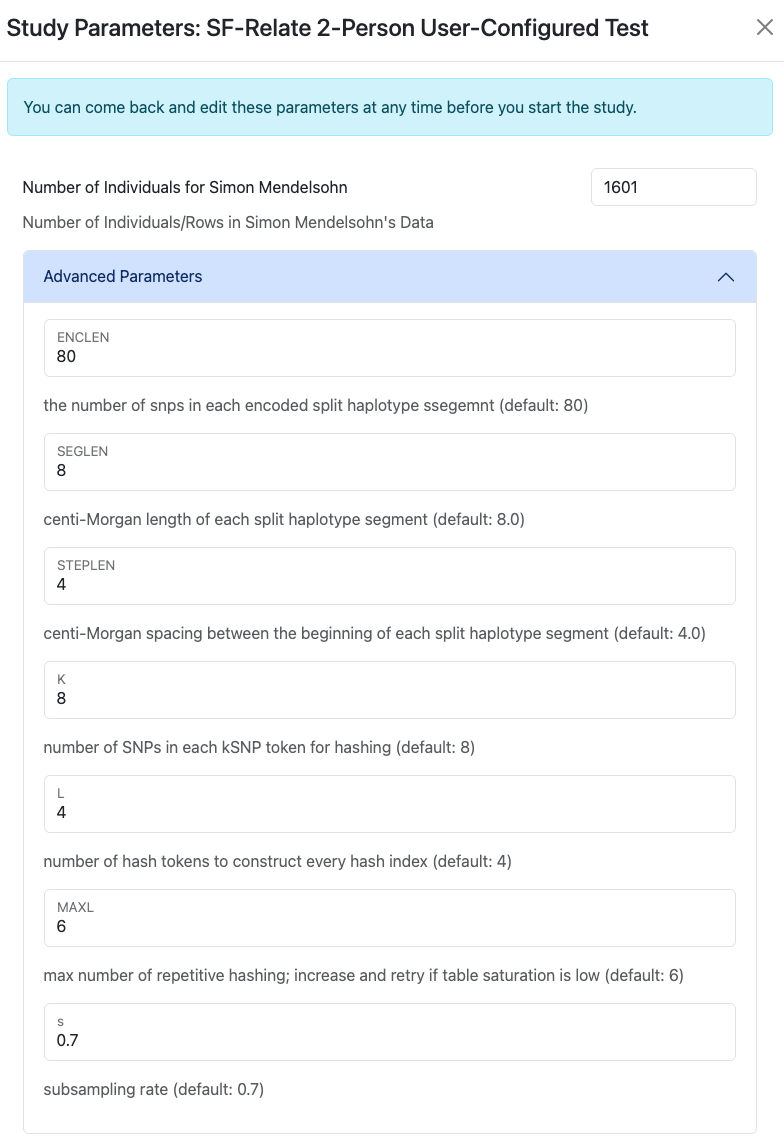 Study Parameters: SF-Relate 2-Person User-Configured Test
You can come back and edit these parameters at any time before you start the study.
Number of Individuals for Simon Mendelsohn
1601
Number of Individuals/Rows in Simon Mendelsohn's Data
Advanced Parameters
ENCLEN
80
the number of snps in each encoded split haplotype ssegemnt (default: 80)
SEGLEN
8
centi-Morgan length of each split haplotype segment (default: 8.0)
STEPLEN
4
centi-Morgan spacing between the beginning of each split haplotype segment (default: 4.0)
K
8
number of SNPs in each kSNP token for hashing (default: 8)
L
4
number of hash tokens to construct every hash index (default: 4)
MAXL
6
max number of repetitive hashing; increase and retry if table saturation is low (default: 6)
s
0.7
subsampling rate (default: 0.7)